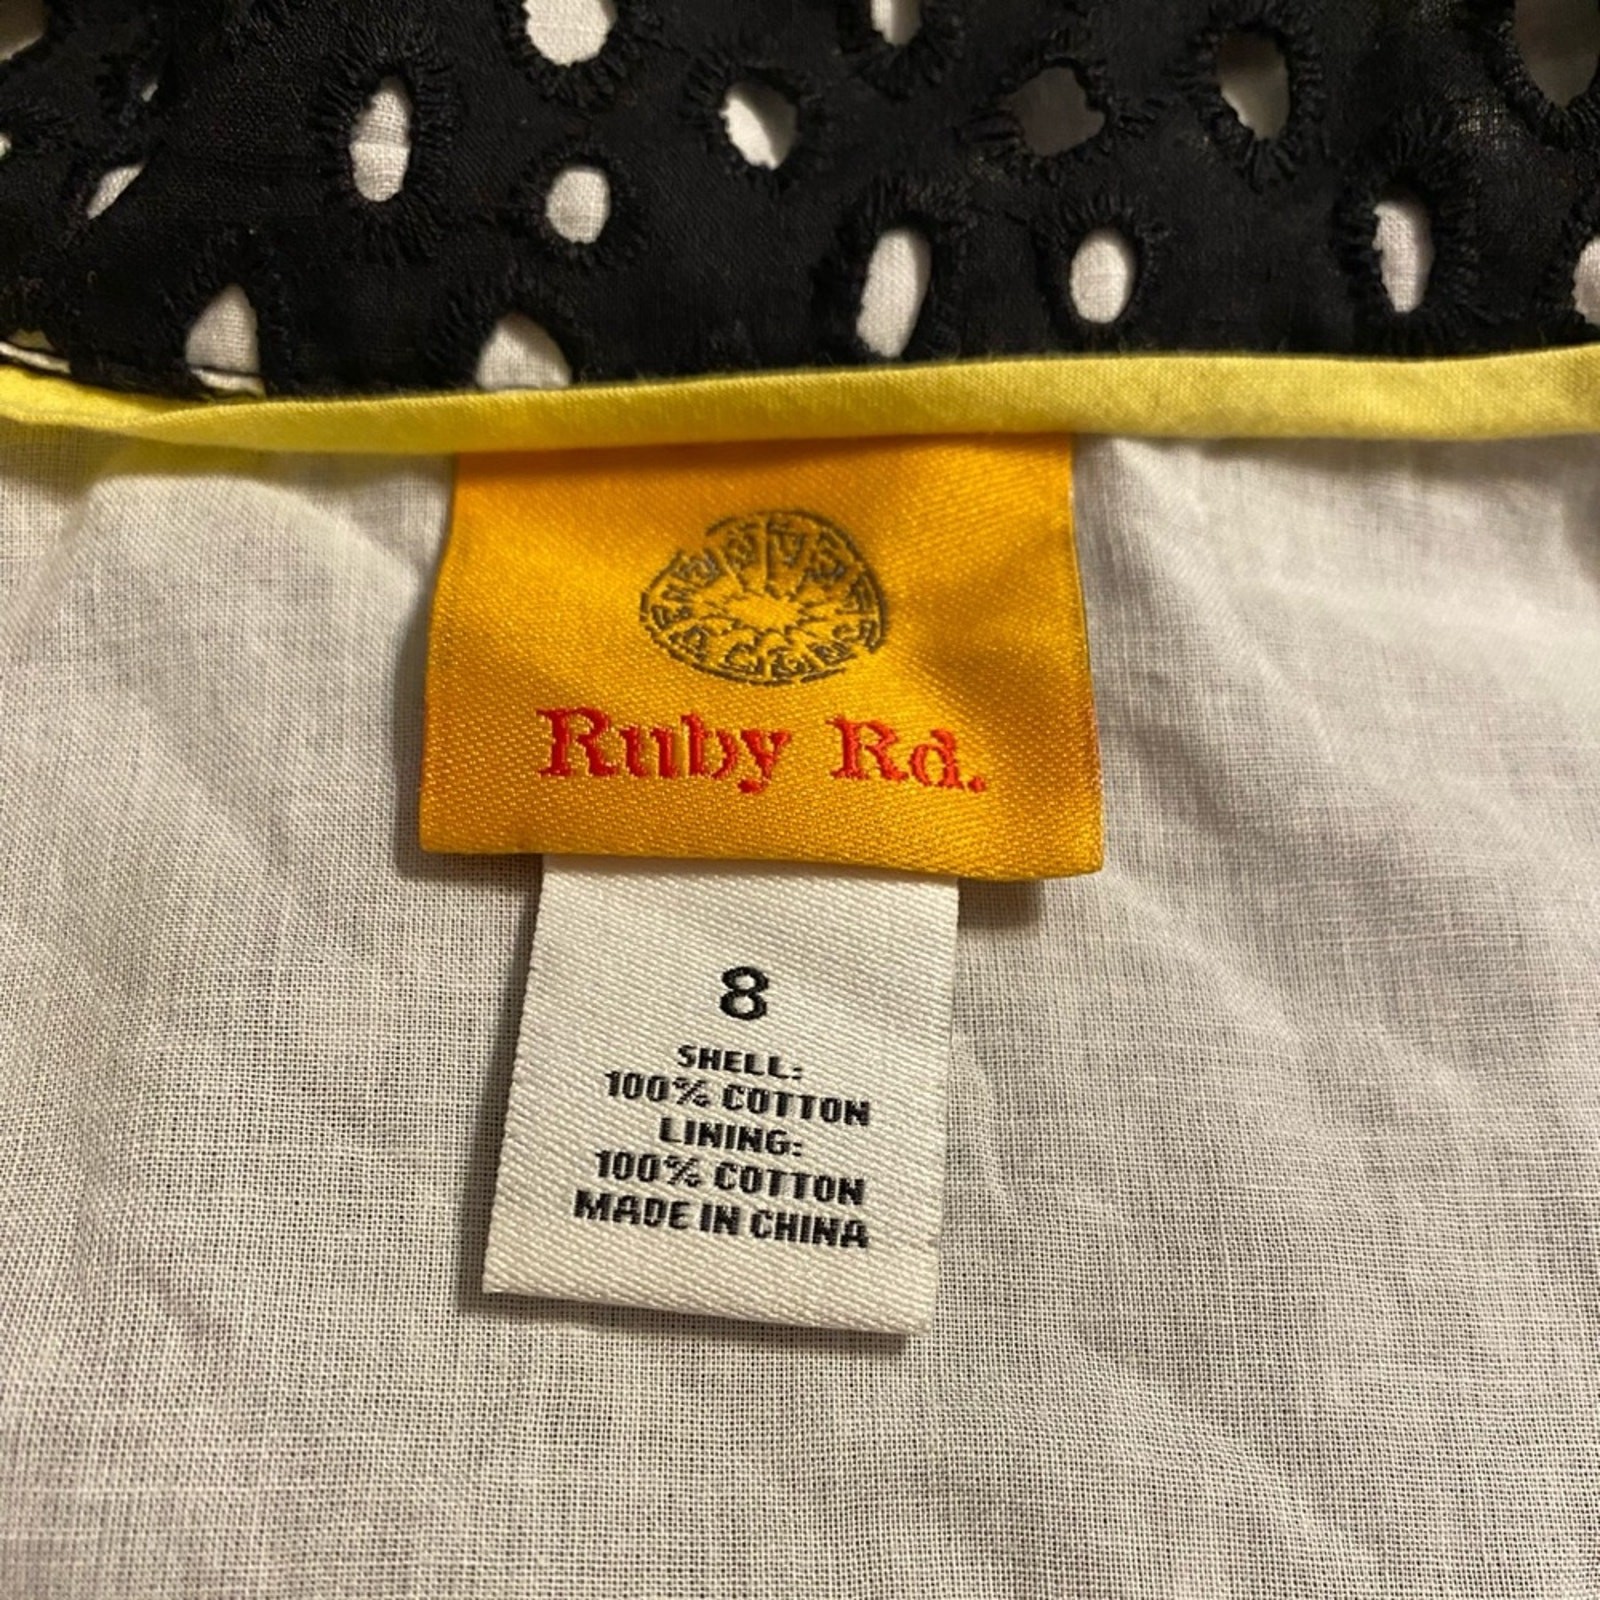 Ruby Rd.
8
SHELL:
100% COTTON
LINING:
100% COTTON
MADE IN CHINA